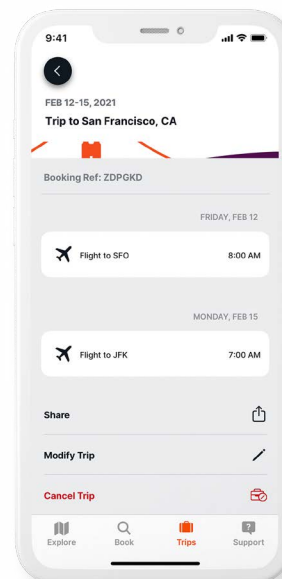 9:41
FEB 12-15, 2021
Trip to San Francisco, CA
Booking Ref: ZDPGKD
FRIDAY, FEB 12
Flight to SFO 8:00 AM
MONDAY, FEB 15
Flight to JFK 7:00 AM
Share
Modify Trip
Cancel Trip
Explore Book Trips Support